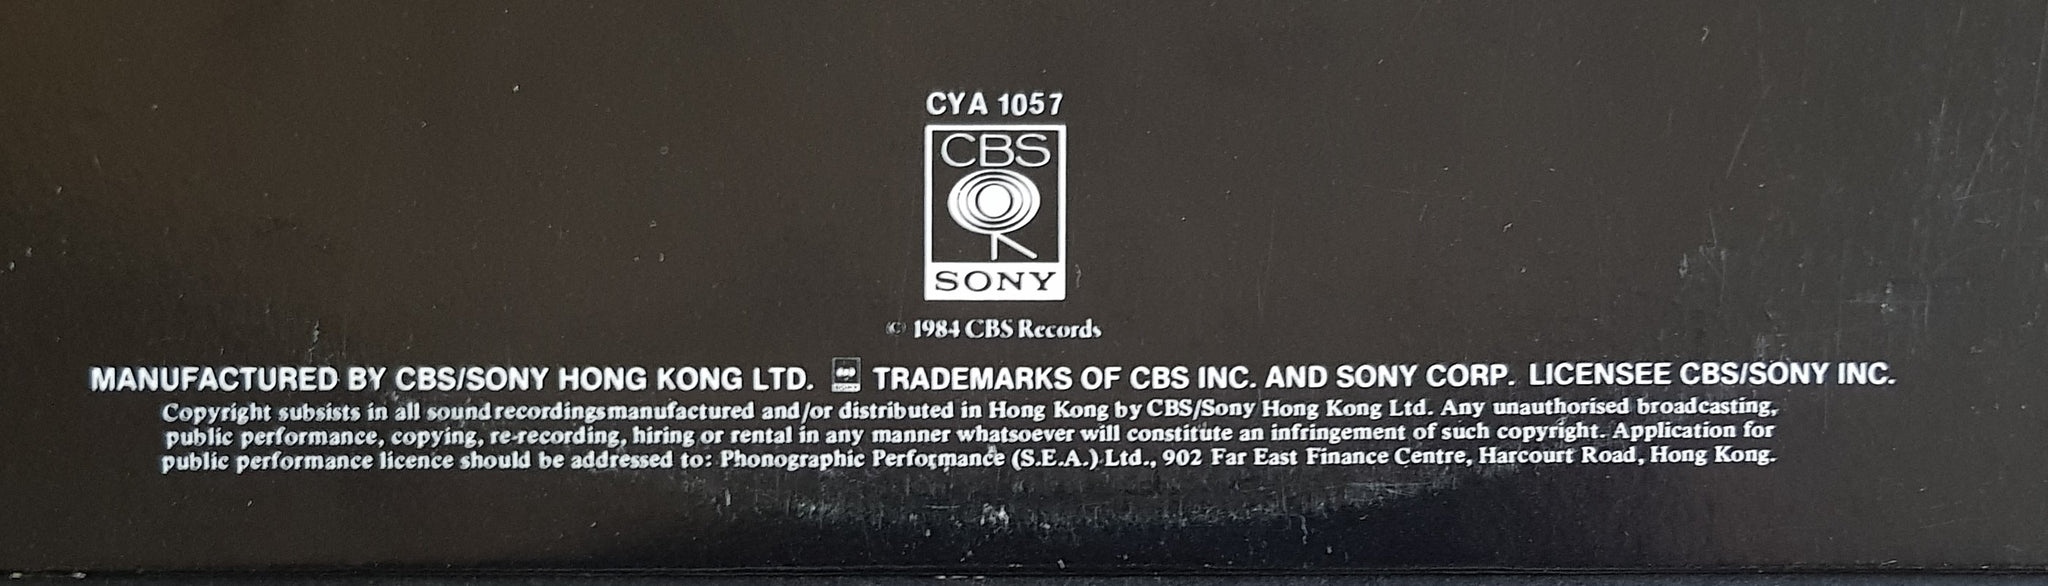 CYA 1057
CBS
SONY
© 1984 CBS Records
MANUFACTURED BY CBS/SONY HONG KONG LTD. TRADEMARKS OF CBS INC. AND SONY CORP. LICENSEE CBS/SONY INC.
Copyright subsists in all sound recordings manufactured and/or distributed in Hong Kong by CBS/Sony Hong Kong Ltd. Any unauthorised broadcasting,
public performance, copying, re-recording, hiring or rental in any manner whatsoever will constitute an infringement of such copyright. Application for
public performance licence should be addressed to: Phonographic Performance (S.E.A.) Ltd., 902 Far East Finance Centre, Harcourt Road, Hong Kong.